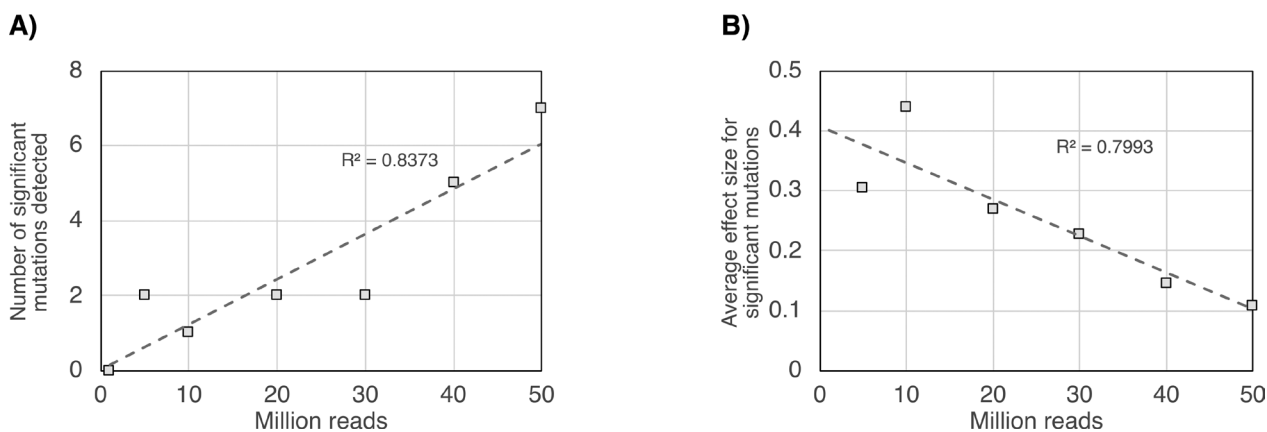 A)
8
6
4
2
0
Number of significant
mutations detected
R² = 0.8373
0 10 20 30 40 50
Million reads
B)
0.5
0.4
0.3
0.2
0.1
0
Average effect size for
significant mutations
R² = 0.7993
0 10 20 30 40 50
Million reads